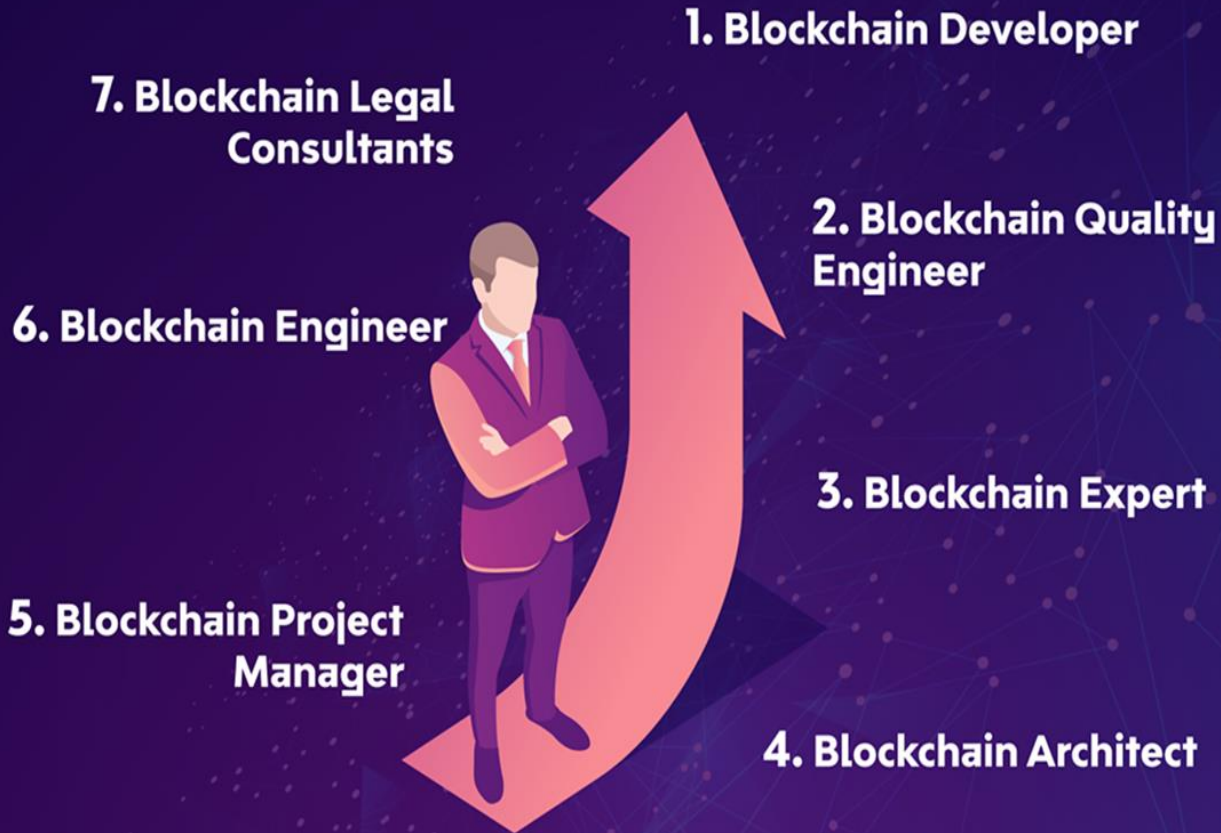 1. Blockchain Developer
2. Blockchain Quality
Engineer
3. Blockchain Expert
4. Blockchain Architect
5. Blockchain Project
Manager
6. Blockchain Engineer
7. Blockchain Legal
Consultants